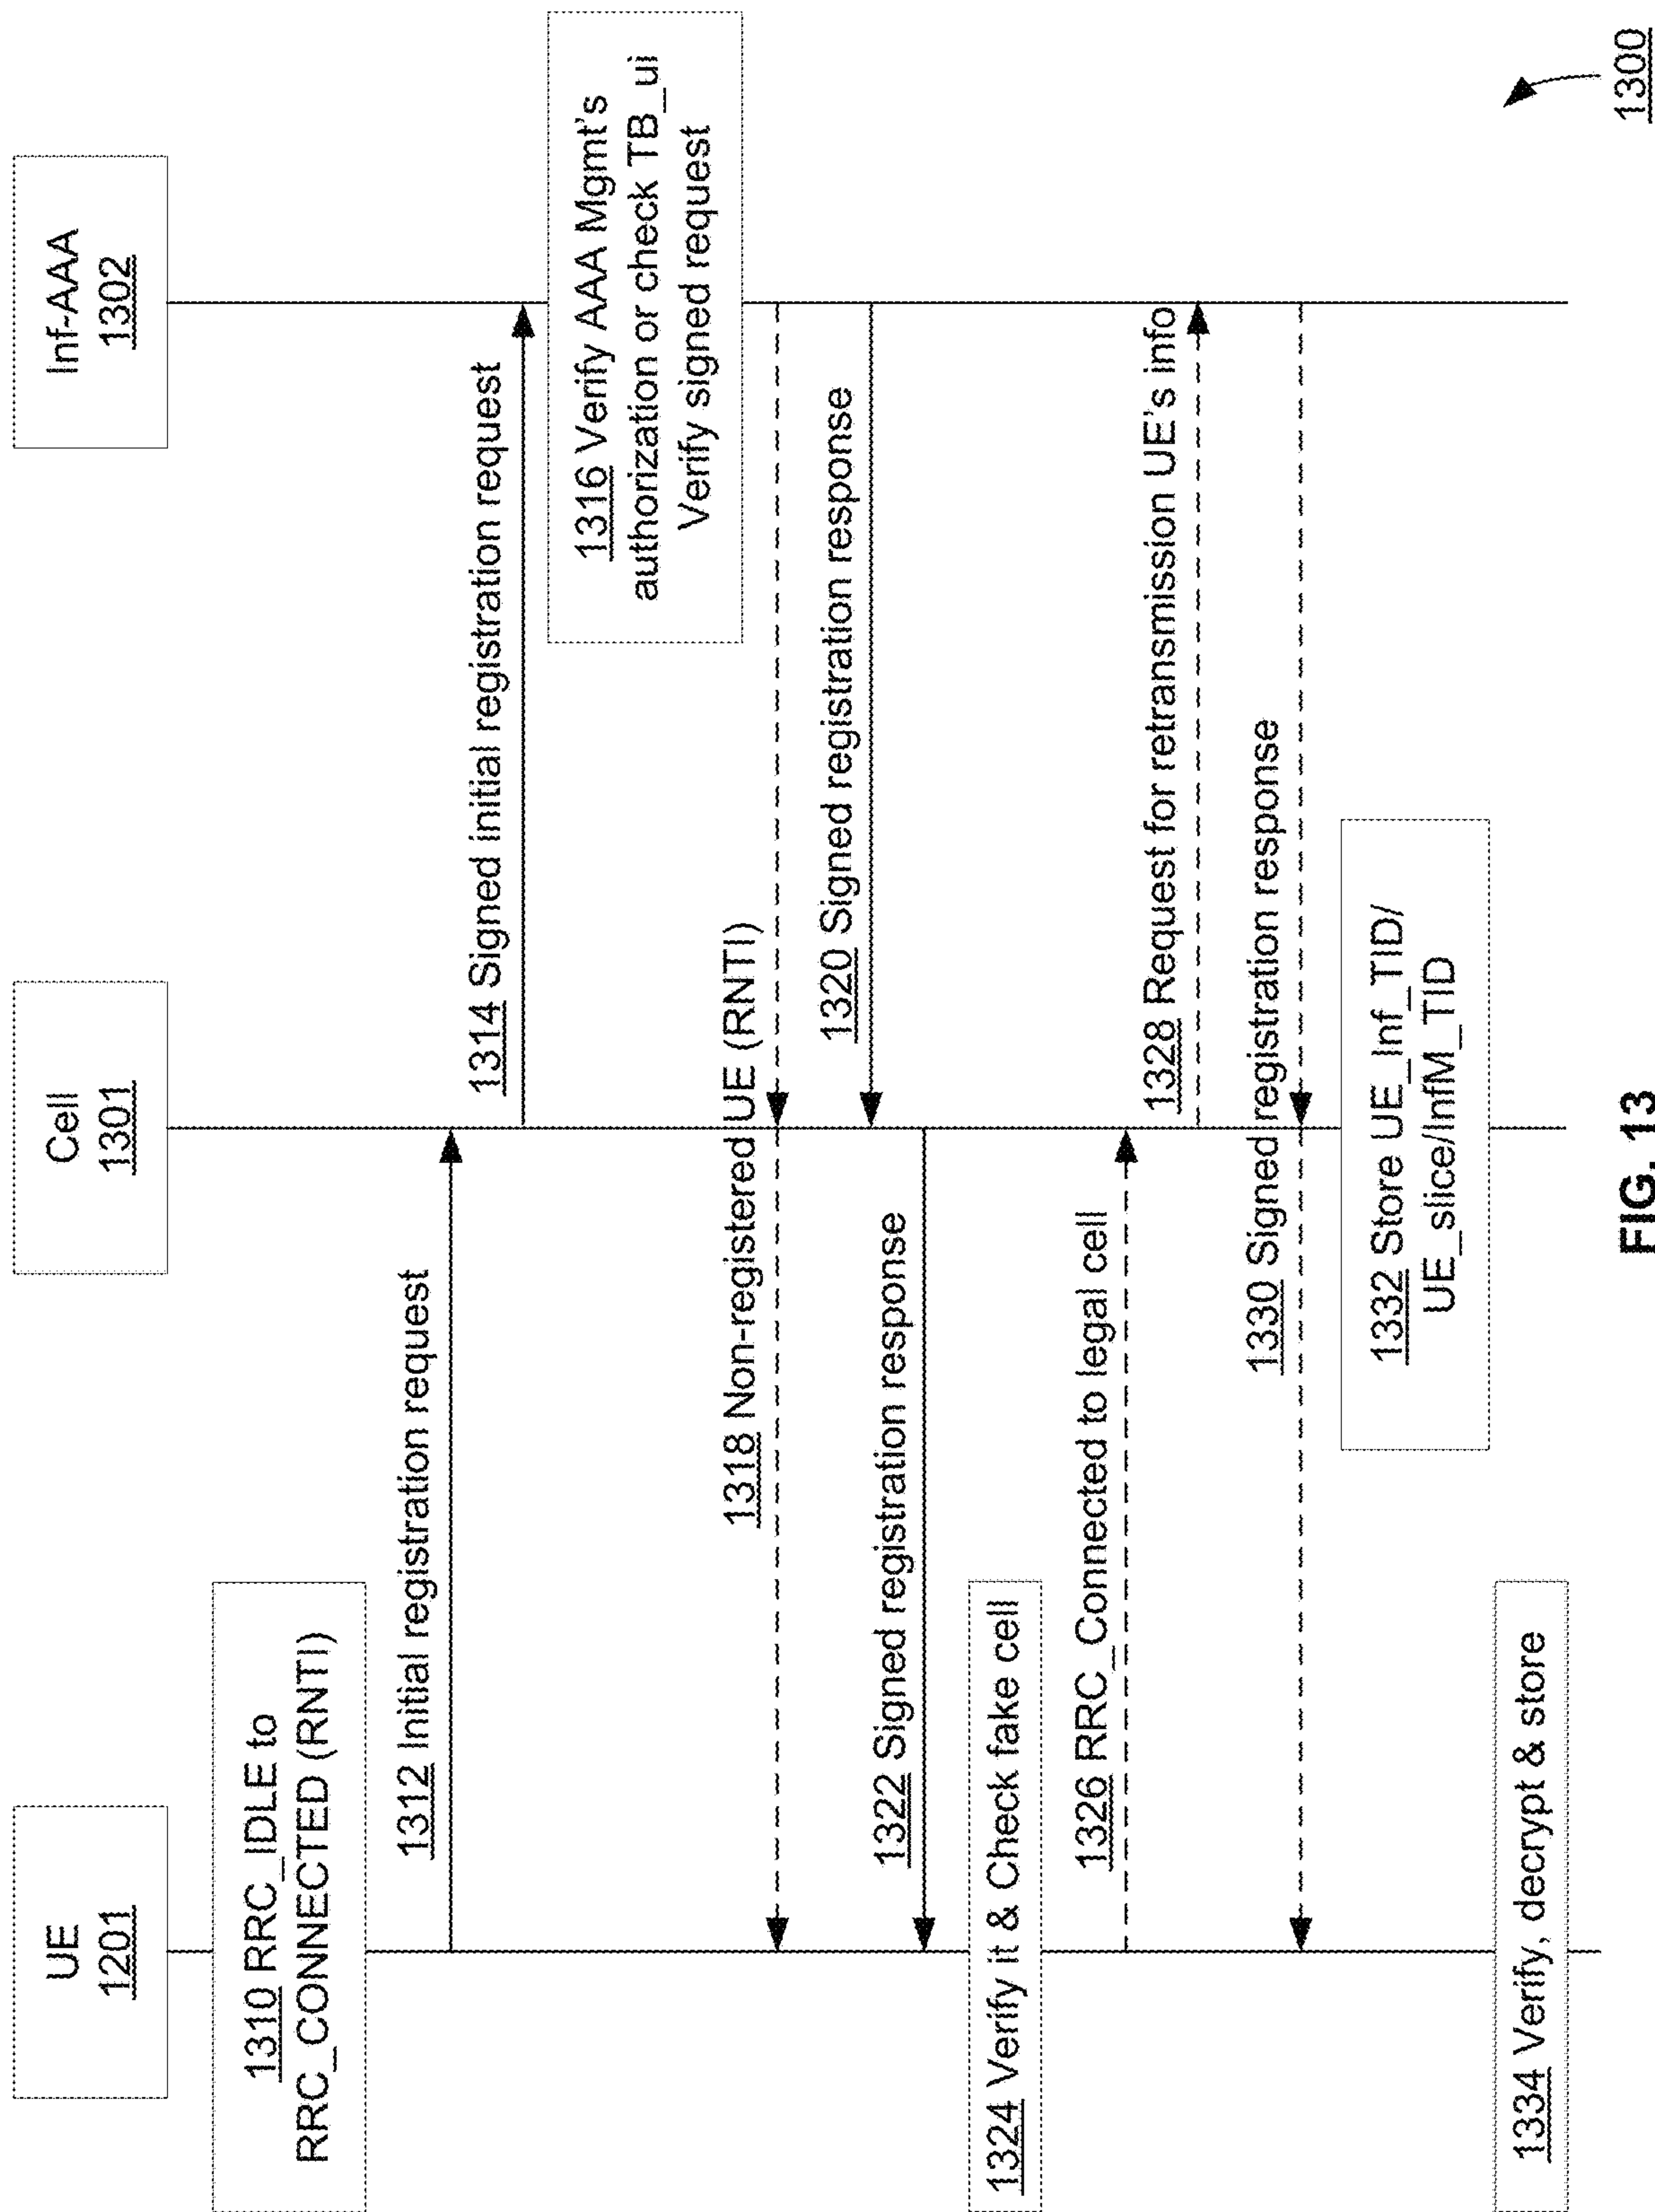 UE
1201
Cell
1301
Inf-AAA
1302
1310 RRC_IDLE to
RRC_CONNECTED (RNTI)
1312 Initial registration request
1314 Signed initial registration request
1316 Verify AAA Mgmt's
authorization or check TB_ui
Verify signed request
1318 Non-registered UE (RNTI)
1320 Signed registration response
1322 Signed registration response
1324 Verify it & Check fake cell
1326 RRC_Connected to legal cell
1328 Request for retransmission UE's info
1330 Signed registration response
1332 Store UE_Inf_TID/
UE_slice/InfM_TID
1334 Verify, decrypt & store
1300
FIG. 13